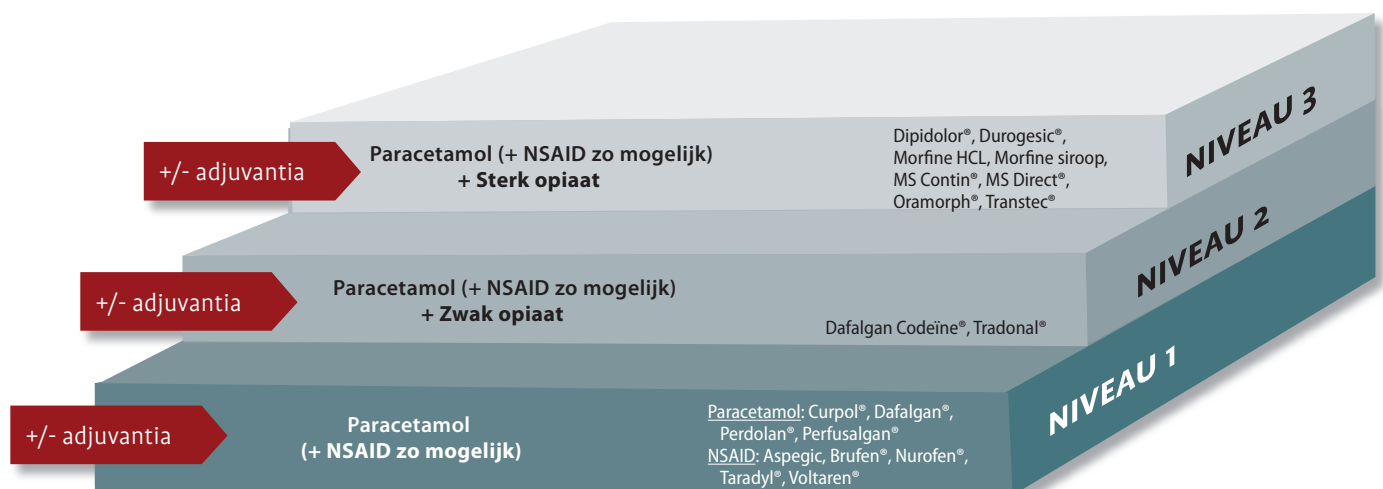 +/- adjuvantia
Paracetamol (+ NSAID zo mogelijk)
+ Sterk opiaat
Dipidolor®, Durogesic®,
Morfine HCL, Morfine siroop,
MS Contin®, MS Direct®,
Oramorph®, Transtec®
NIVEAU 3
+/- adjuvantia
Paracetamol (+ NSAID zo mogelijk)
+ Zwak opiaat
Dafalgan Codeïne®, Tradonal®
NIVEAU 2
+/- adjuvantia
Paracetamol
(+ NSAID zo mogelijk)
Paracetamol: Curpol®, Dafalgan®,
Perdolan®, Perfusalgan®
NSAID: Aspegic, Brufen®, Nurofen®,
Taradyl®, Voltaren®
NIVEAU 1